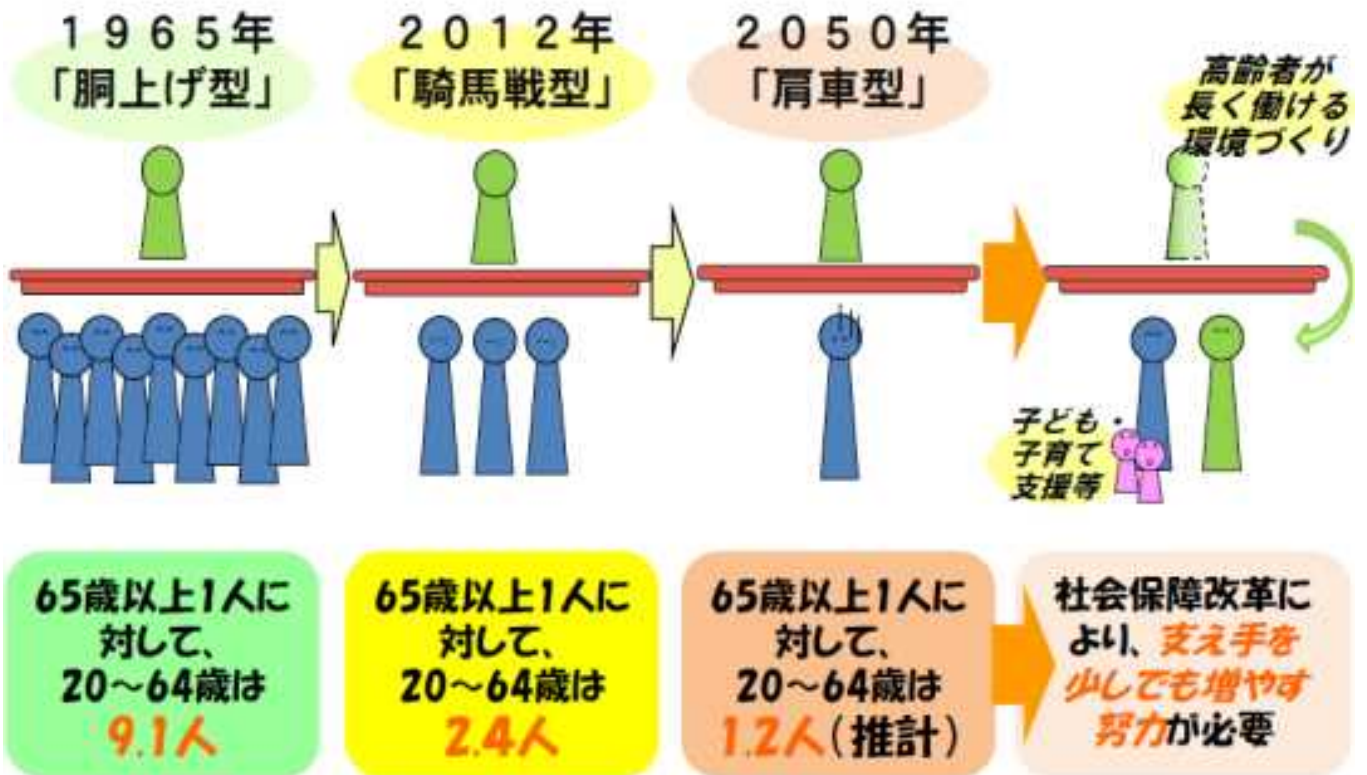 １９６５年
「胴上げ型」
２０１２年
「騎馬戦型」
２０５０年
「肩車型」
高齢者が
長く働ける
環境づくり
子ども・
子育て
支援等
65歳以上1人に
対して、
20～64歳は
9.1人
65歳以上1人に
対して、
20～64歳は
2.4人
65歳以上1人に
対して、
20～64歳は
1.2人(推計)
社会保障改革に
より、支え手を
少しでも増やす
努力が必要